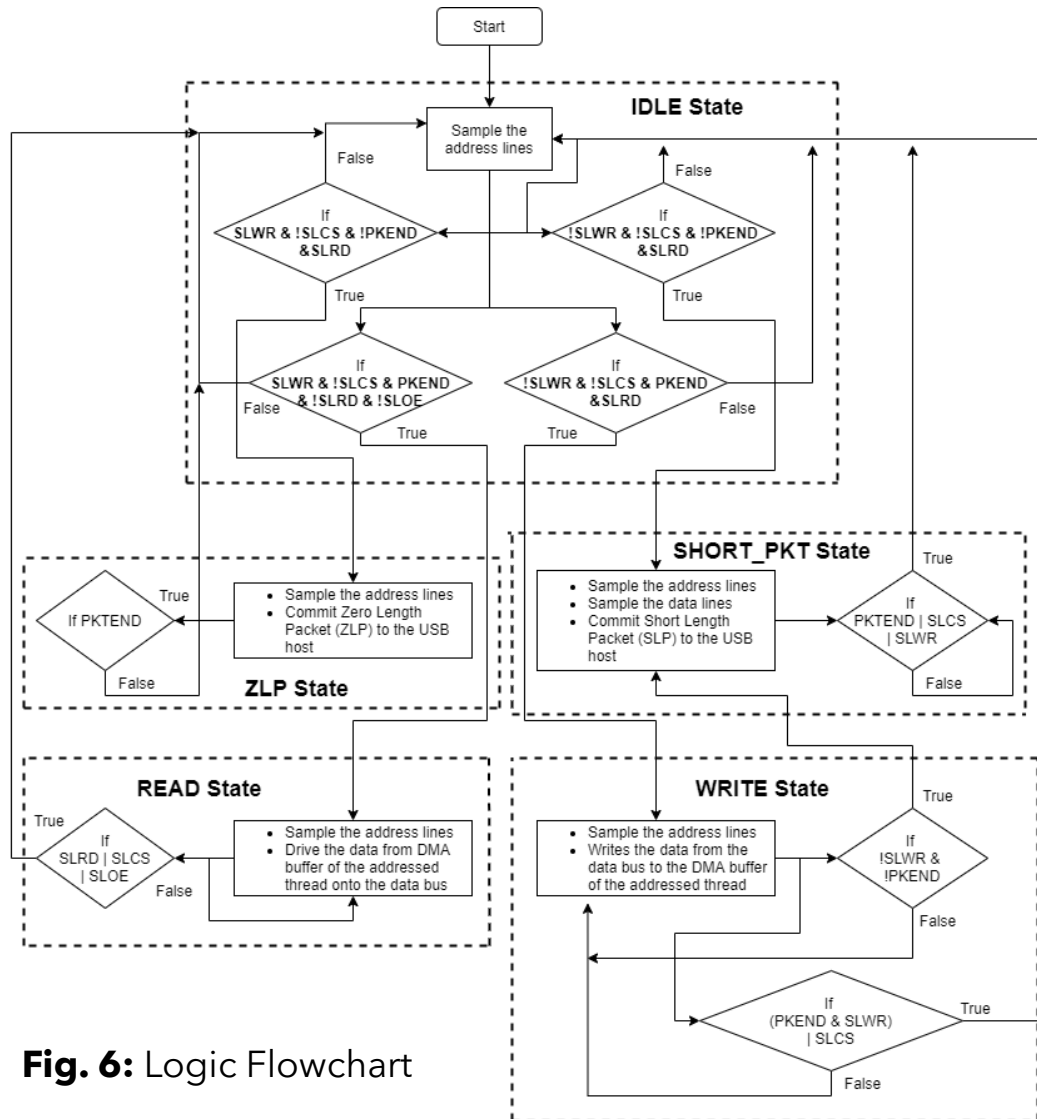 Start
IDLE State
Sample the
address lines
False
False
If
SLWR & !SLCS & !PKEND
&SLRD
If
!SLWR & !SLCS & !PKEND
&SLRD
True
True
If
SLWR & !SLCS & PKEND
& !SLRD & !SLOE
If
!SLWR & !SLCS & PKEND
&SLRD
False
False
True
True
SHORT_PKT State
If PKTEND
True
• Sample the address lines
• Commit Zero Length
Packet (ZLP) to the USB
host
False
ZLP State
• Sample the address lines
• Sample the data lines
• Commit Short Length
Packet (SLP) to the USB
host
True
If
PKTEND | SLCS
| SLWR
False
READ State
True
If
SLRD | SLCS
| SLOE
False
• Sample the address lines
• Drive the data from DMA
buffer of the addressed
thread onto the data bus
WRITE State
• Sample the address lines
• Writes the data from the
data bus to the DMA buffer
of the addressed thread
True
If
!SLWR &
!PKEND
False
If
(PKEND & SLWR)
| SLCS
True
False
Fig. 6: Logic Flowchart